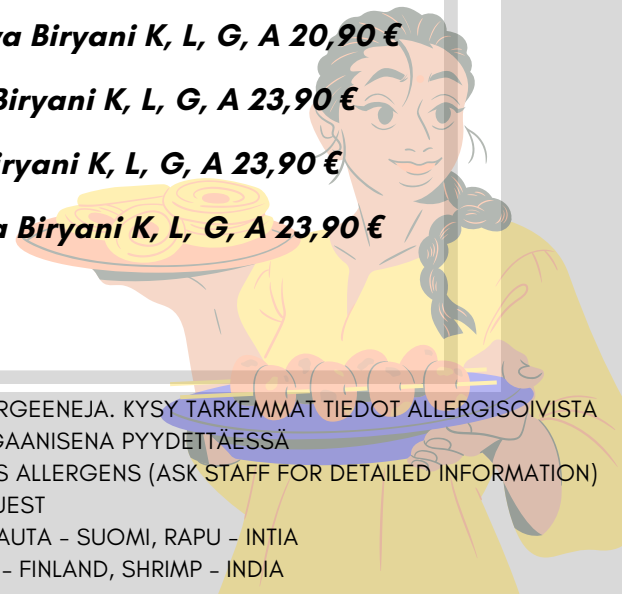 va Biryani K, L, G, A 20,90 €
Biryani K, L, G, A 23,90 €
iryani K, L, G, A 23,90 €
a Biryani K, L, G, A 23,90 €
RGEENEJA. KYSY TARKEMMAT TIEDOT ALLERGISOIVISTA
GAANISENA PYYDETTÄESSÄ
S ALLERGENS (ASK STAFF FOR DETAILED INFORMATION)
UEST
AUTA – SUOMI, RAPU – INTIA
– FINLAND, SHRIMP – INDIA